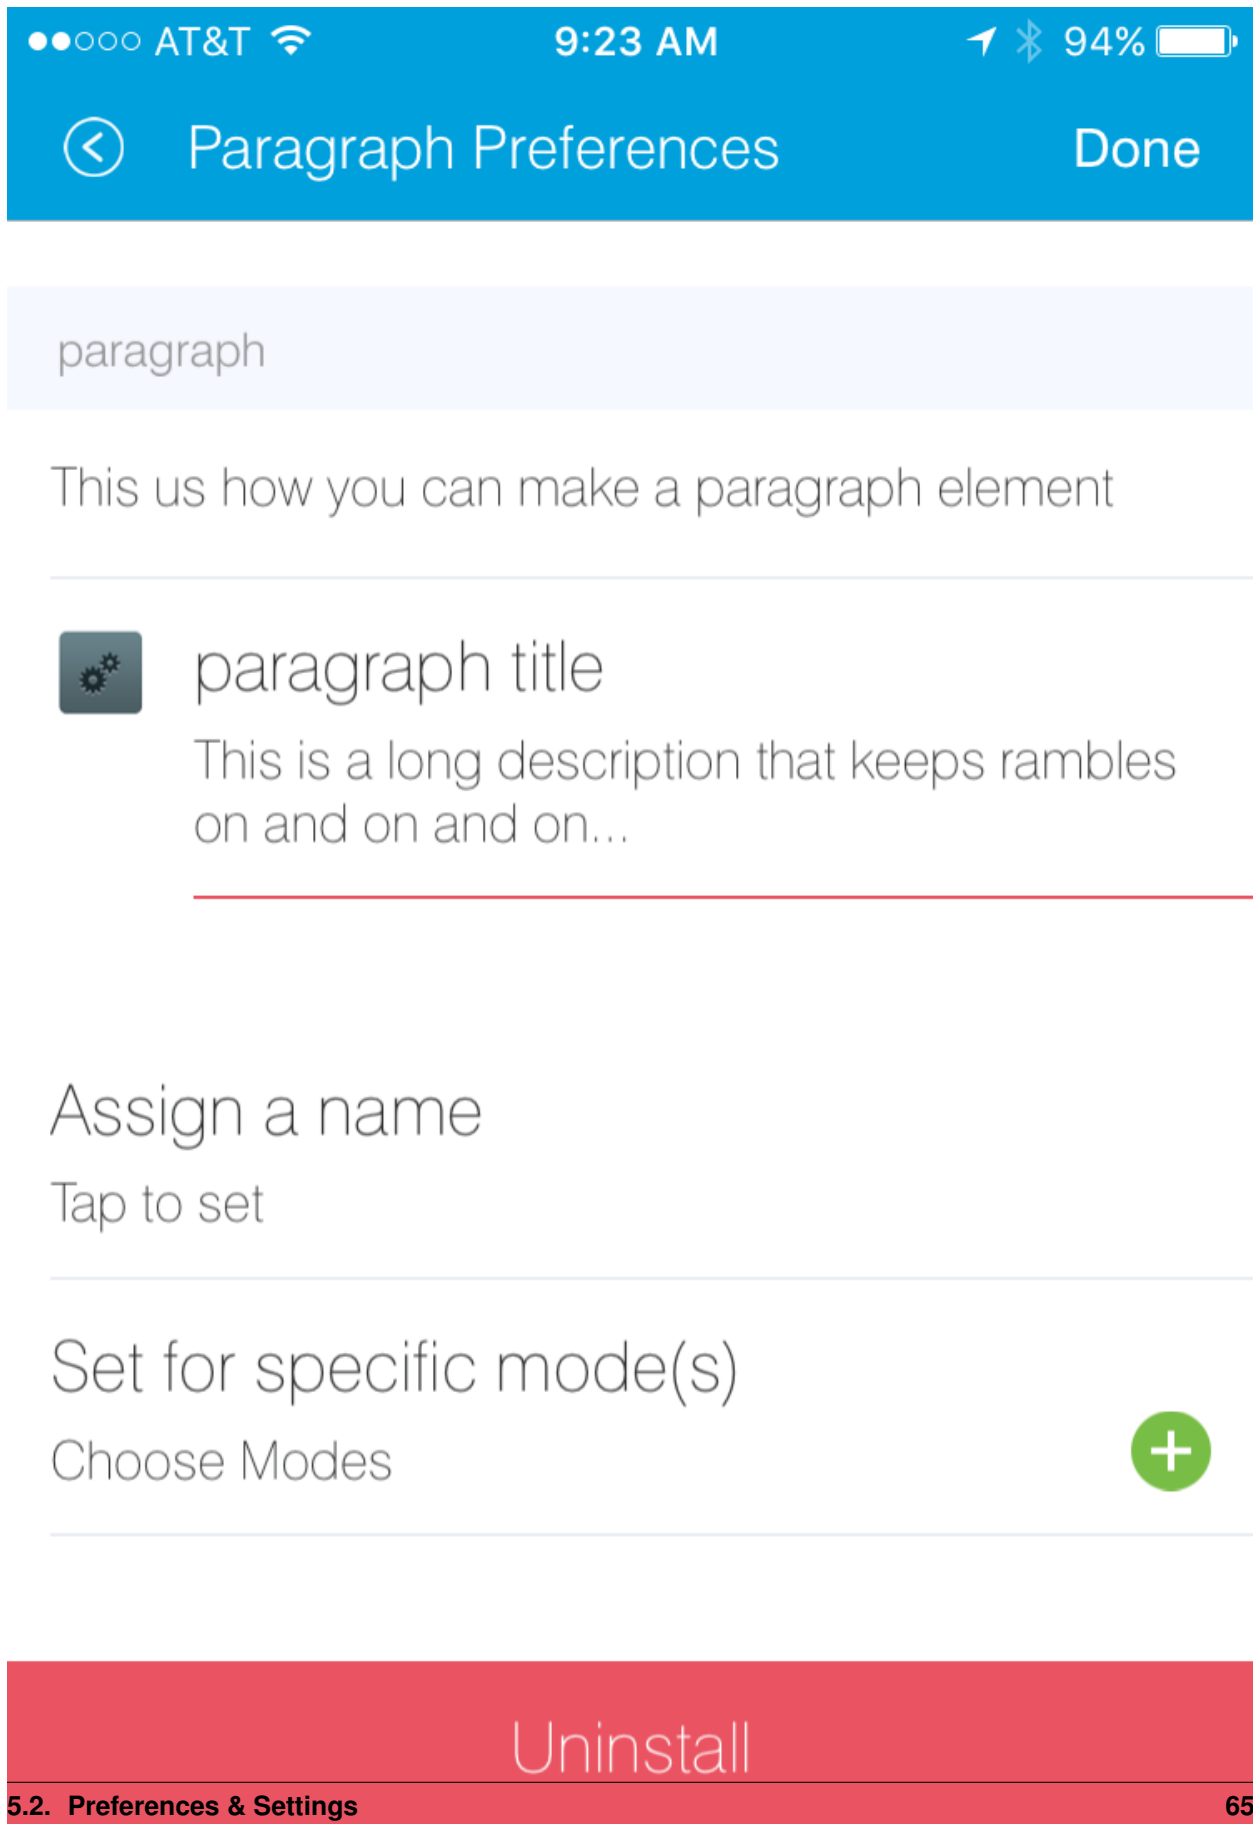 AT&T 9:23 AM 94%
Paragraph Preferences Done
paragraph
This us how you can make a paragraph element
paragraph title
This is a long description that keeps rambles
on and on and on...
Assign a name
Tap to set
Set for specific mode(s)
Choose Modes
Uninstall
5.2. Preferences & Settings 65